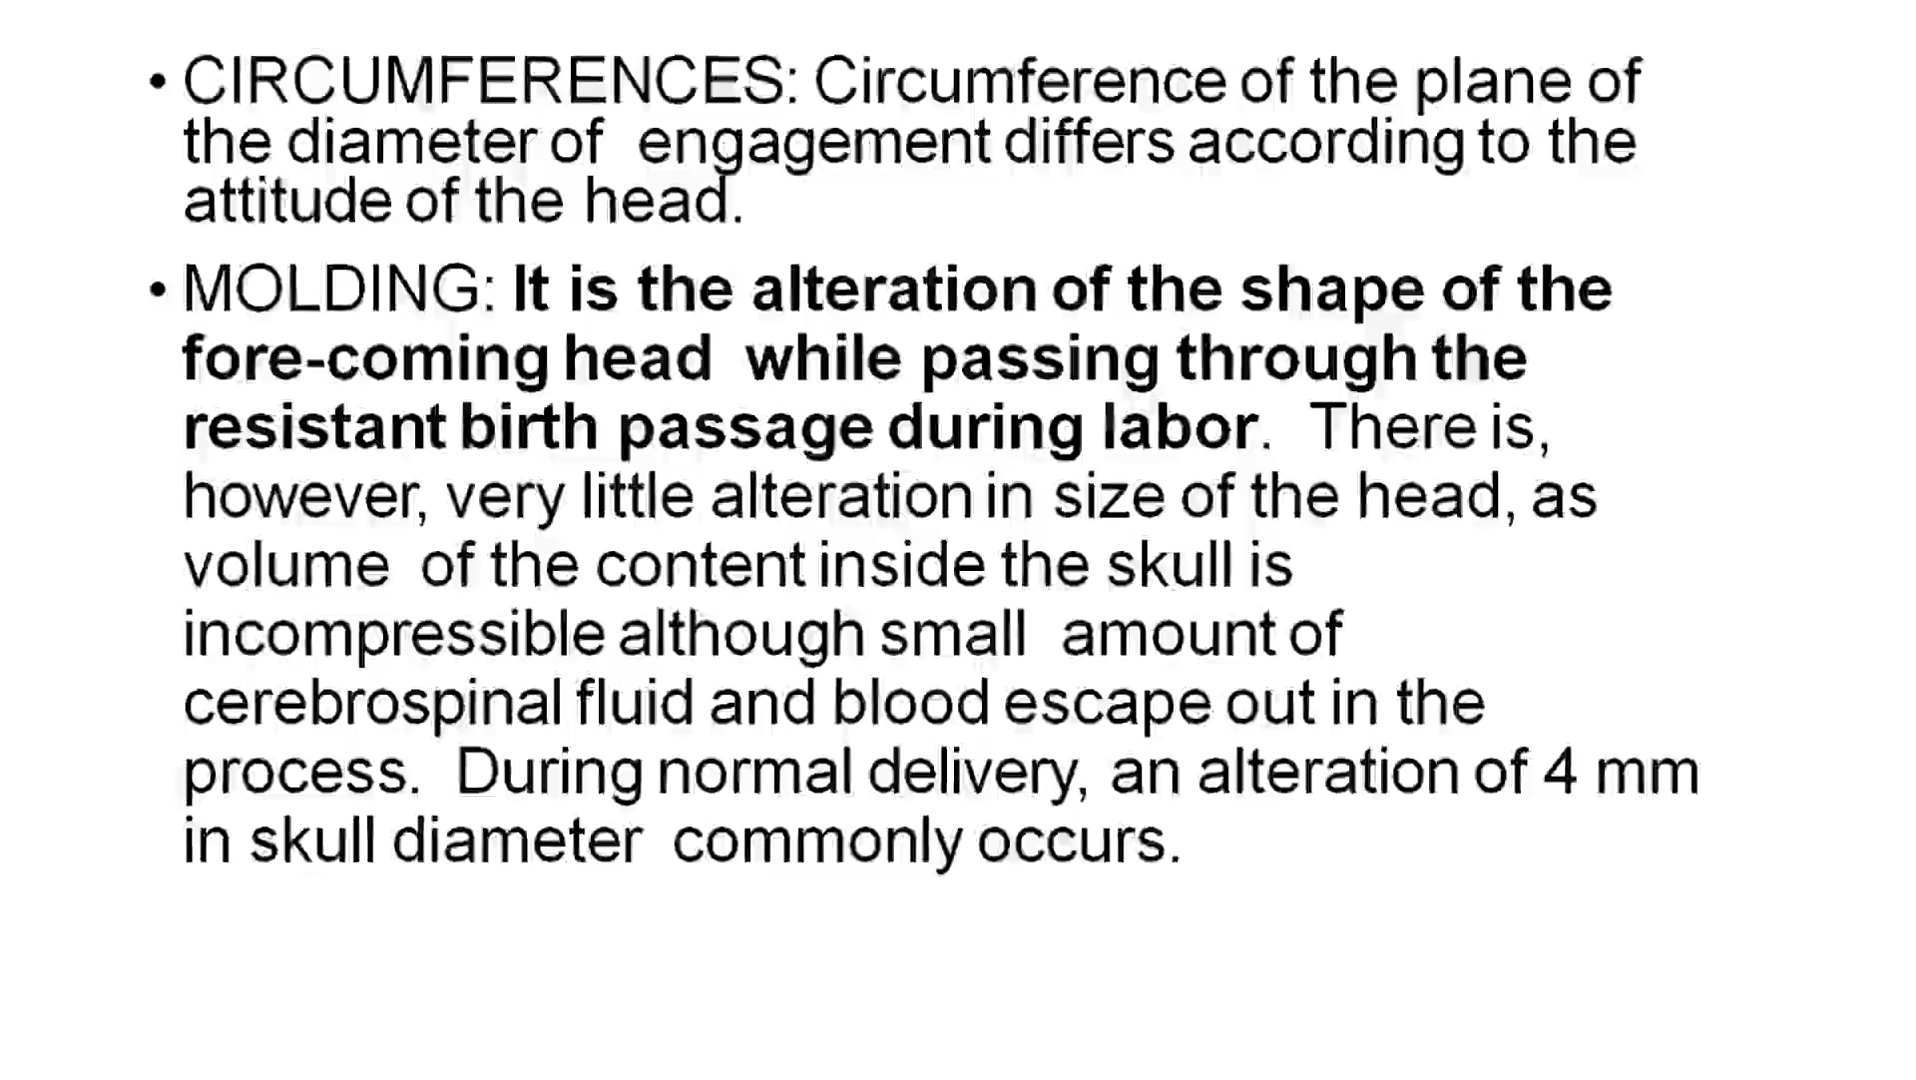 • CIRCUMFERENCES: Circumference of the plane of
the diameter of engagement differs according to the
attitude of the head.
• MOLDING: It is the alteration of the shape of the
fore-coming head while passing through the
resistant birth passage during labor. There is,
however, very little alteration in size of the head, as
volume of the content inside the skull is
incompressible although small amount of
cerebrospinal fluid and blood escape out in the
process. During normal delivery, an alteration of 4 mm
in skull diameter commonly occurs.